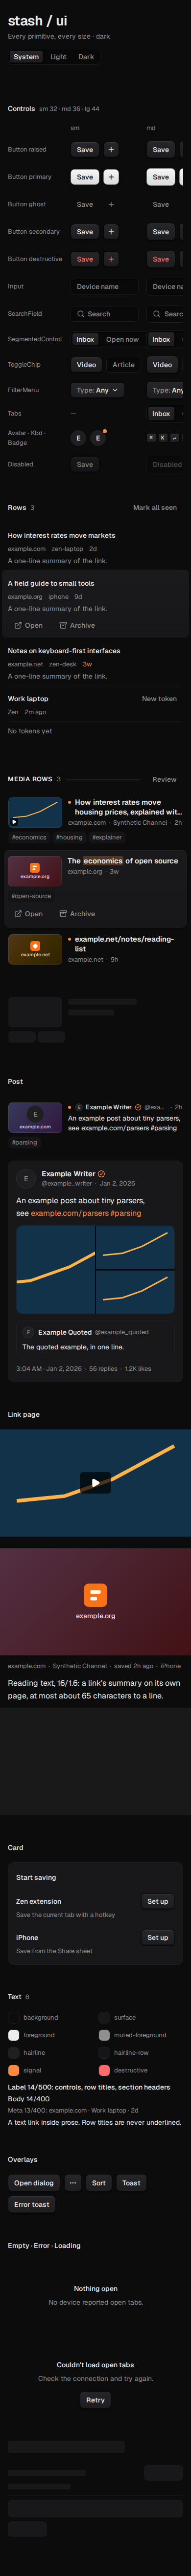 stash / ui
Every primitive, every size · dark
System Light Dark
Controls sm 32 · md 36 · lg 44
sm md
Button raised Save + Save
Button primary Save + Save
Button ghost Save + Save
Button secondary Save + Save
Button destructive Save + Save
Input Device name Device na
SearchField Search Searc
SegmentedControl Inbox Open now Inbox
ToggleChip Video Article Video
FilterMenu Type: Any Type: Any
Tabs — Inbox
Avatar · Kbd · Badge E E ⌘ K
Disabled Save Disabled
Rows 3 Mark all seen
How interest rates move markets
example.com zen-laptop 2d
A one-line summary of the link.
A field guide to small tools
example.org iphone 9d
A one-line summary of the link.
Open Archive
Notes on keyboard-first interfaces
example.net zen-desk 3w
A one-line summary of the link.
Work laptop New token
Zen 2m ago
No tokens yet
MEDIA ROWS 3 Review
How interest rates move
housing prices, explained wit...
example.com · Synthetic Channel · 2h
#economics #housing #explainer
example.org
The economics of open source
example.org · 3w
#open-source
Open Archive
example.net
example.net/notes/reading-
list
example.net · 9h
Post
E
example.com
E Example Writer @exa... · 2h
An example post about tiny parsers,
see example.com/parsers #parsing
#parsing
E Example Writer
@example_writer · Jan 2, 2026
An example post about tiny parsers,
see example.com/parsers #parsing
E Example Quoted @example_quoted
The quoted example, in one line.
3:04 AM · Jan 2, 2026 · 56 replies · 1.2K likes
Link page
example.org
example.com · Synthetic Channel · saved 2h ago · iPhone
Reading text, 16/1.6: a link's summary on its own
page, at most about 65 characters to a line.
Card
Start saving
Zen extension Set up
Save the current tab with a hotkey
iPhone Set up
Save from the Share sheet
Text 8
background surface
foreground muted-foreground
hairline hairline-row
signal destructive
Label 14/500: controls, row titles, section headers
Body 14/400
Meta 13/400: example.com · Work laptop · 2d
A text link inside prose. Row titles are never underlined.
Overlays
Open dialog ··· Sort Toast
Error toast
Empty · Error · Loading
Nothing open
No device reported open tabs.
Couldn't load open tabs
Check the connection and try again.
Retry